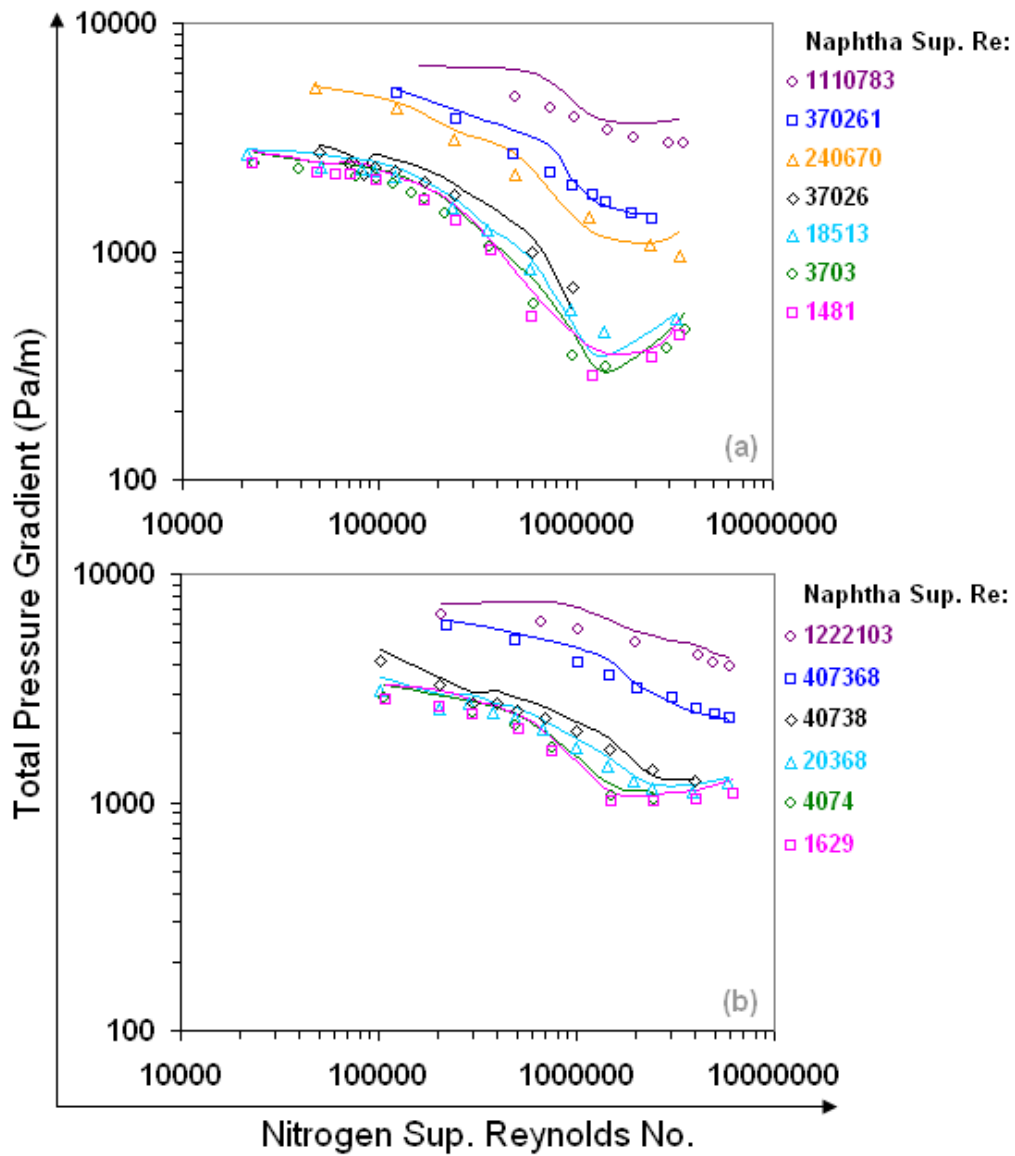 Total Pressure Gradient (Pa/m)
10000
1000
100
10000 100000 1000000 10000000
(a)
Naphtha Sup. Re:
1110783
370261
240670
37026
18513
3703
1481
10000
1000
100
10000 100000 1000000 10000000
(b)
Naphtha Sup. Re:
1222103
407368
40738
20368
4074
1629
Nitrogen Sup. Reynolds No.